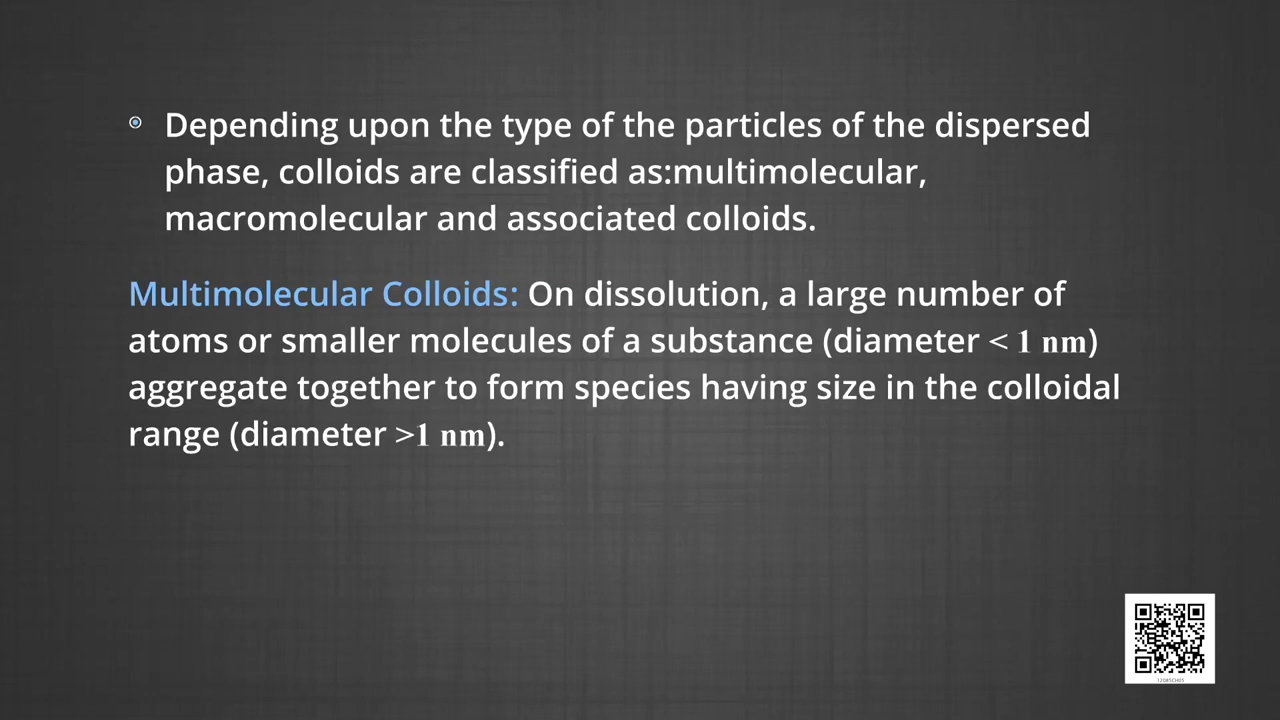 Depending upon the type of the particles of the dispersed
phase, colloids are classified as:multimolecular,
macromolecular and associated colloids.
Multimolecular Colloids: On dissolution, a large number of
atoms or smaller molecules of a substance (diameter < 1 nm)
aggregate together to form species having size in the colloidal
range (diameter >1 nm).
12085CH05